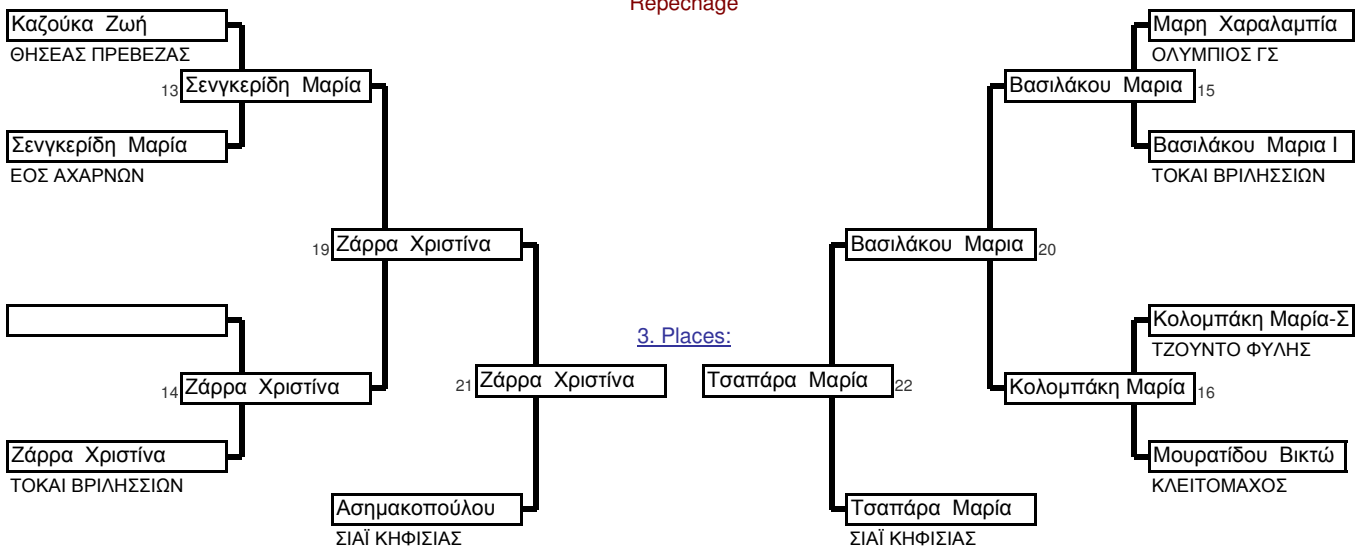 Repechage
Καζούκα Ζωή
ΘΗΣΕΑΣ ΠΡΕΒΕΖΑΣ
13 Σενγκερίδη Μαρία
Σενγκερίδη Μαρία
ΕΟΣ ΑΧΑΡΝΩΝ
19 Ζάρρα Χριστίνα
14 Ζάρρα Χριστίνα
Ζάρρα Χριστίνα
ΤΟΚΑΙ ΒΡΙΛΗΣΣΙΩΝ
21 Ζάρρα Χριστίνα
Ασημακοπούλου
ΣΙΑΪ ΚΗΦΙΣΙΑΣ
3. Places:
Μαρη Χαραλαμπία
ΟΛΥΜΠΙΟΣ ΓΣ
Βασιλάκου Μαρια 15
Βασιλάκου Μαρια Ι
ΤΟΚΑΙ ΒΡΙΛΗΣΣΙΩΝ
Βασιλάκου Μαρια 20
Κολομπάκη Μαρία-Σ
ΤΖΟΥΝΤΟ ΦΥΛΗΣ
Τσαπάρα Μαρία 22
Κολομπάκη Μαρία 16
Μουρατίδου Βικτώ
ΚΛΕΙΤΟΜΑΧΟΣ
Τσαπάρα Μαρία
ΣΙΑΪ ΚΗΦΙΣΙΑΣ